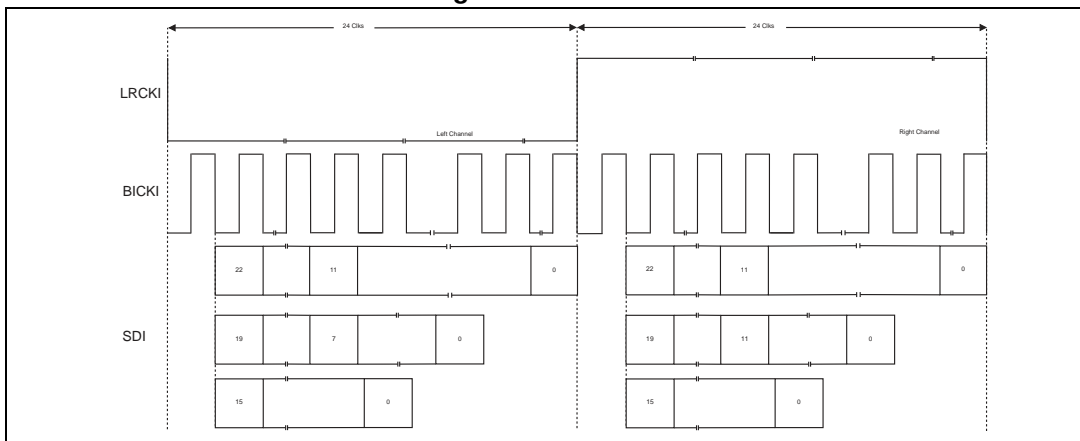 24 Clks 24 Clks
LRCKI
Left Channel Right Channel
BICKI
22 11 0 22 11 0
SDI
19 7 0 19 11 0
15 0 15 0